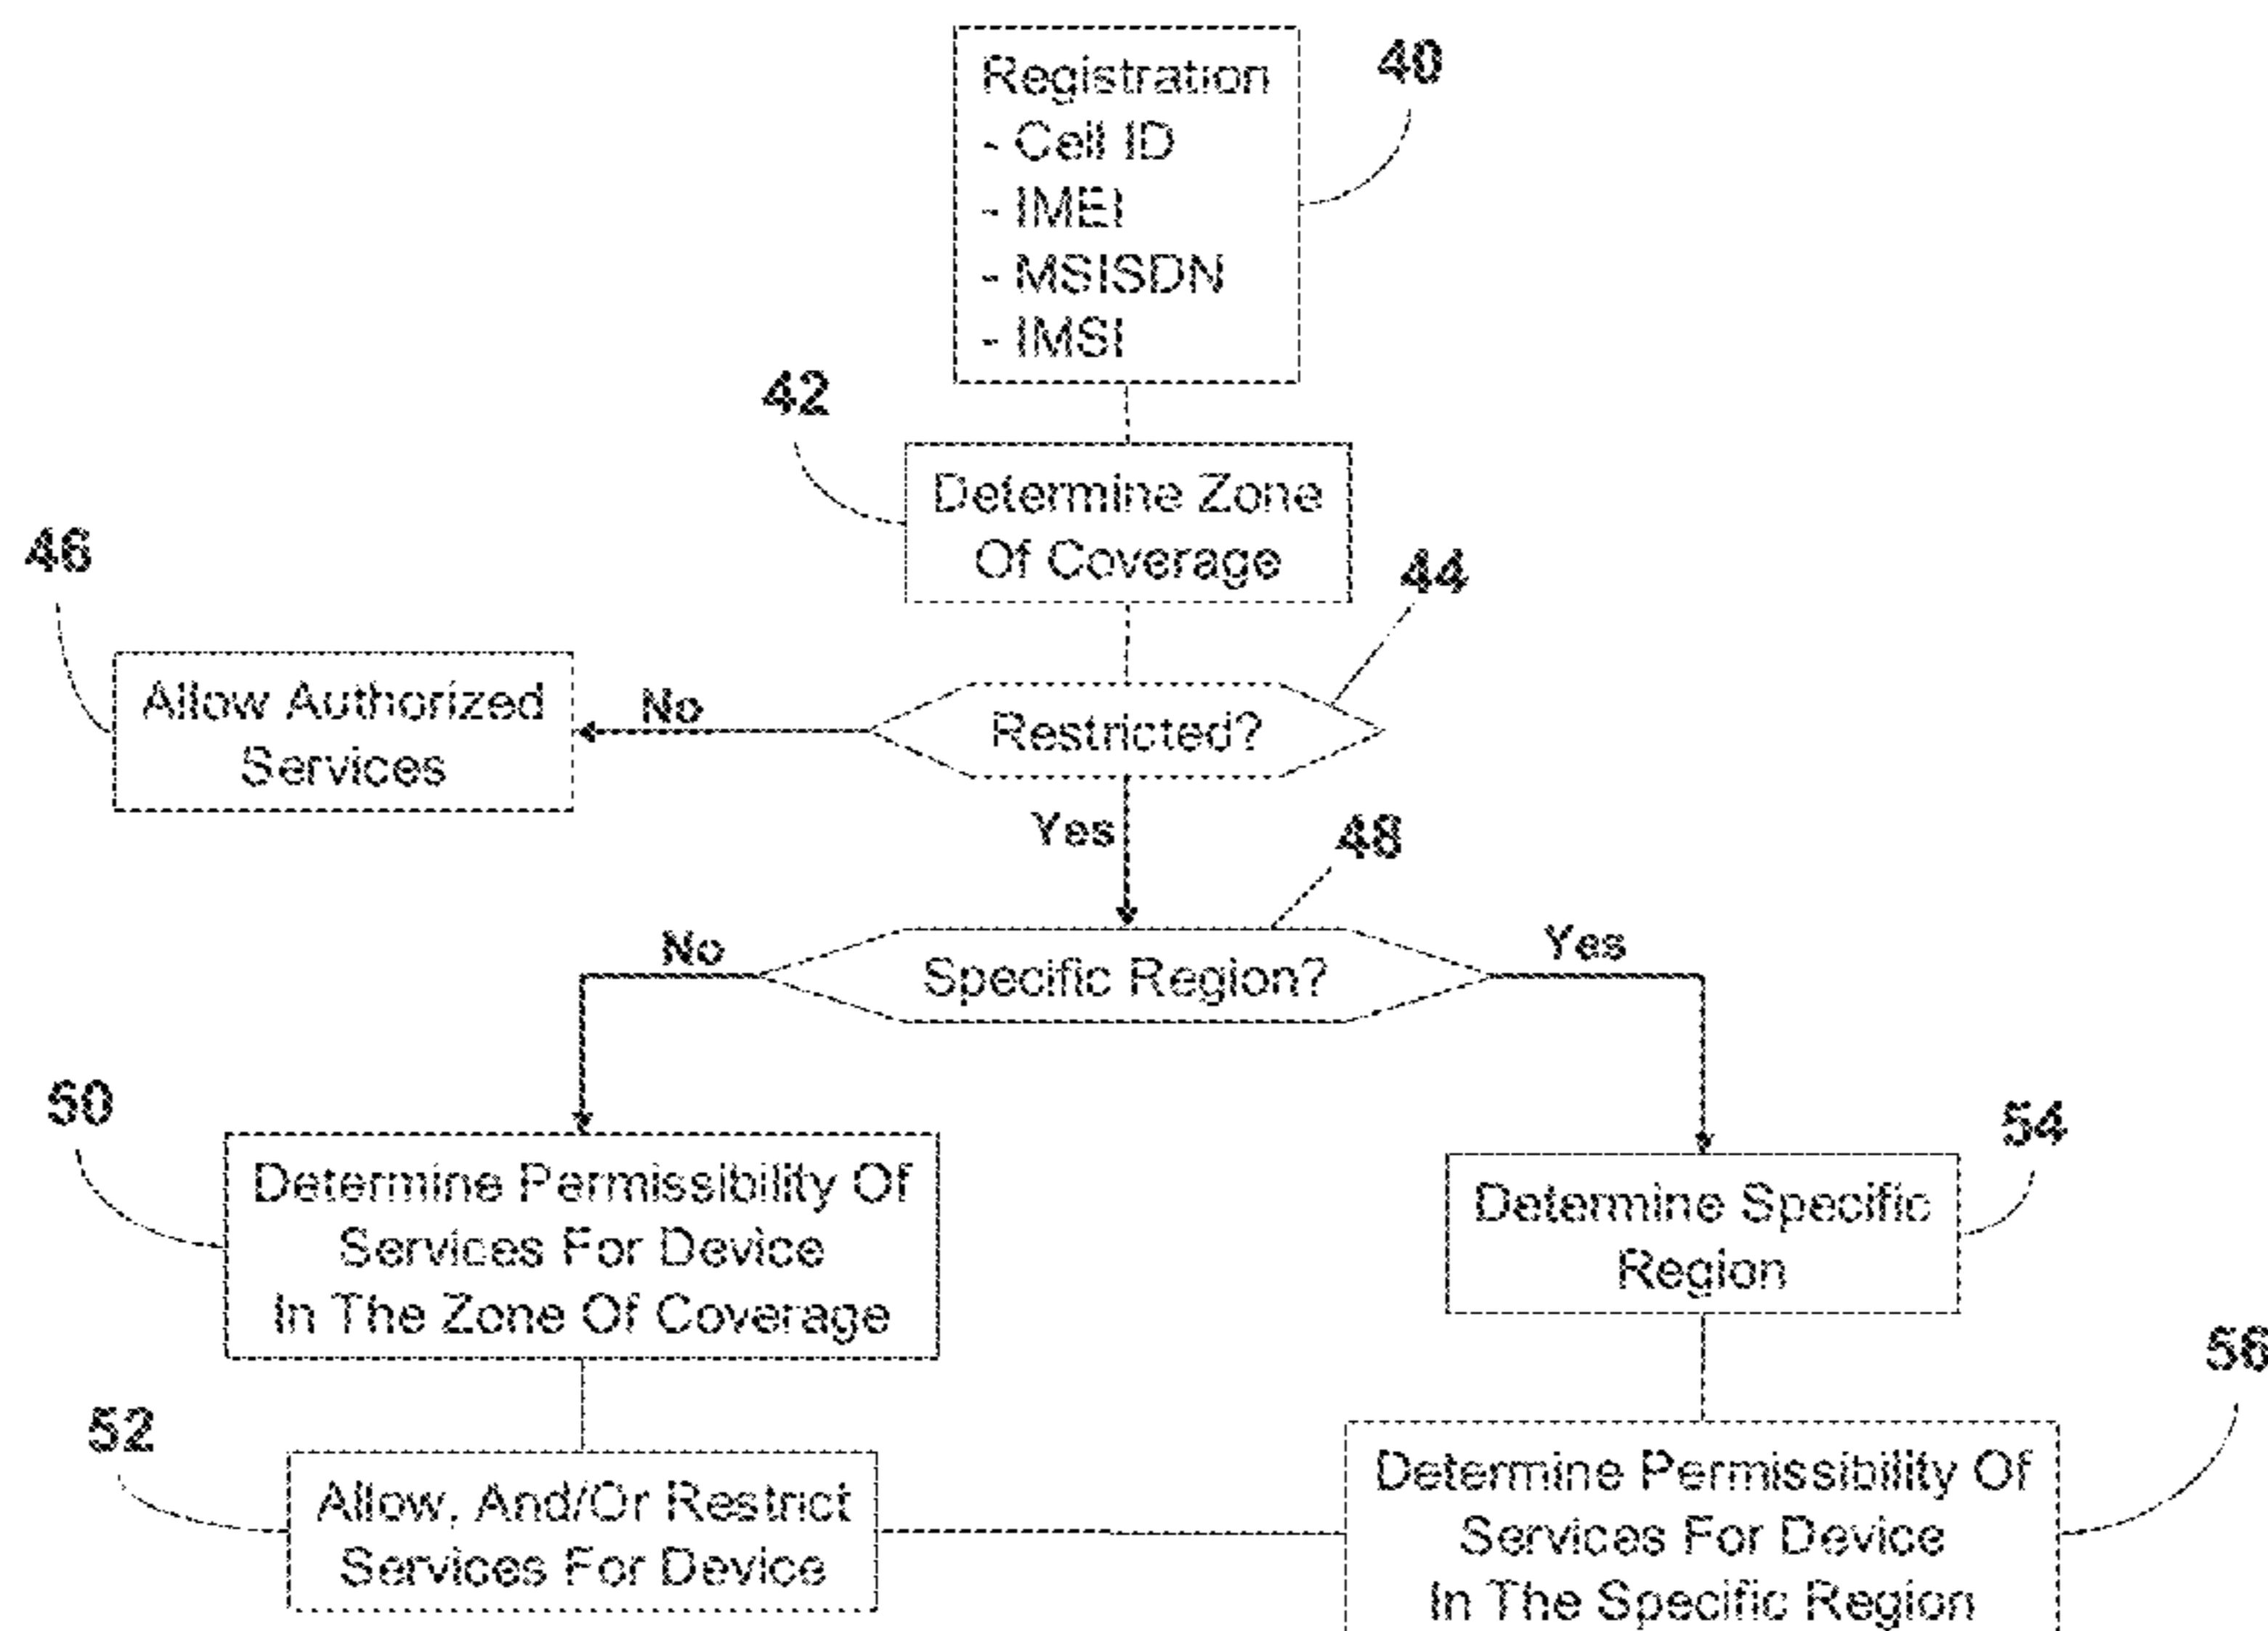 40
Registration
- Cell ID
- IMEI
- MSISDN
- IMSI
42
Determine Zone
Of Coverage
44
46
Allow Authorized
Services
No
Restricted?
Yes
48
No
Specific Region?
Yes
50
Determine Permissibility Of
Services For Device
In The Zone Of Coverage
54
Determine Specific
Region
52
Allow, And/Or Restrict
Services For Device
56
Determine Permissibility Of
Services For Device
In The Specific Region